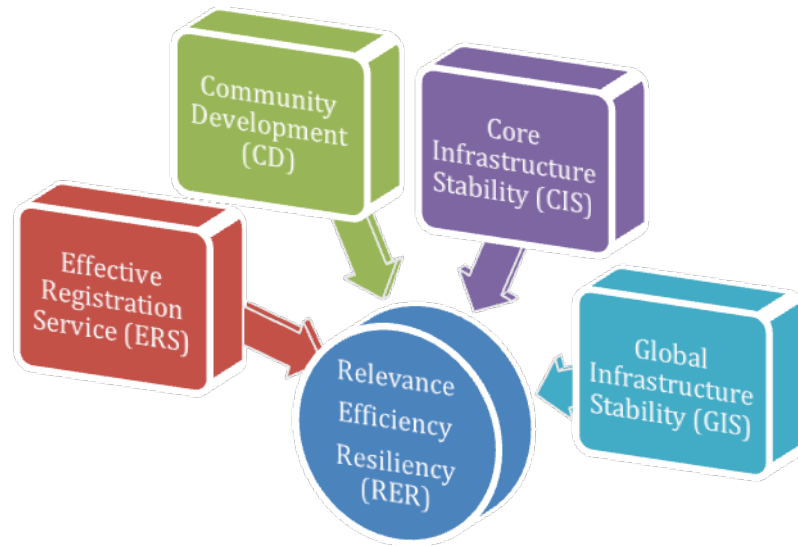 Community
Development
(CD)
Core
Infrastructure
Stability (CIS)
Effective
Registration
Service (ERS)
Global
Infrastructure
Stability (GIS)
Relevance
Efficiency
Resiliency
(RER)